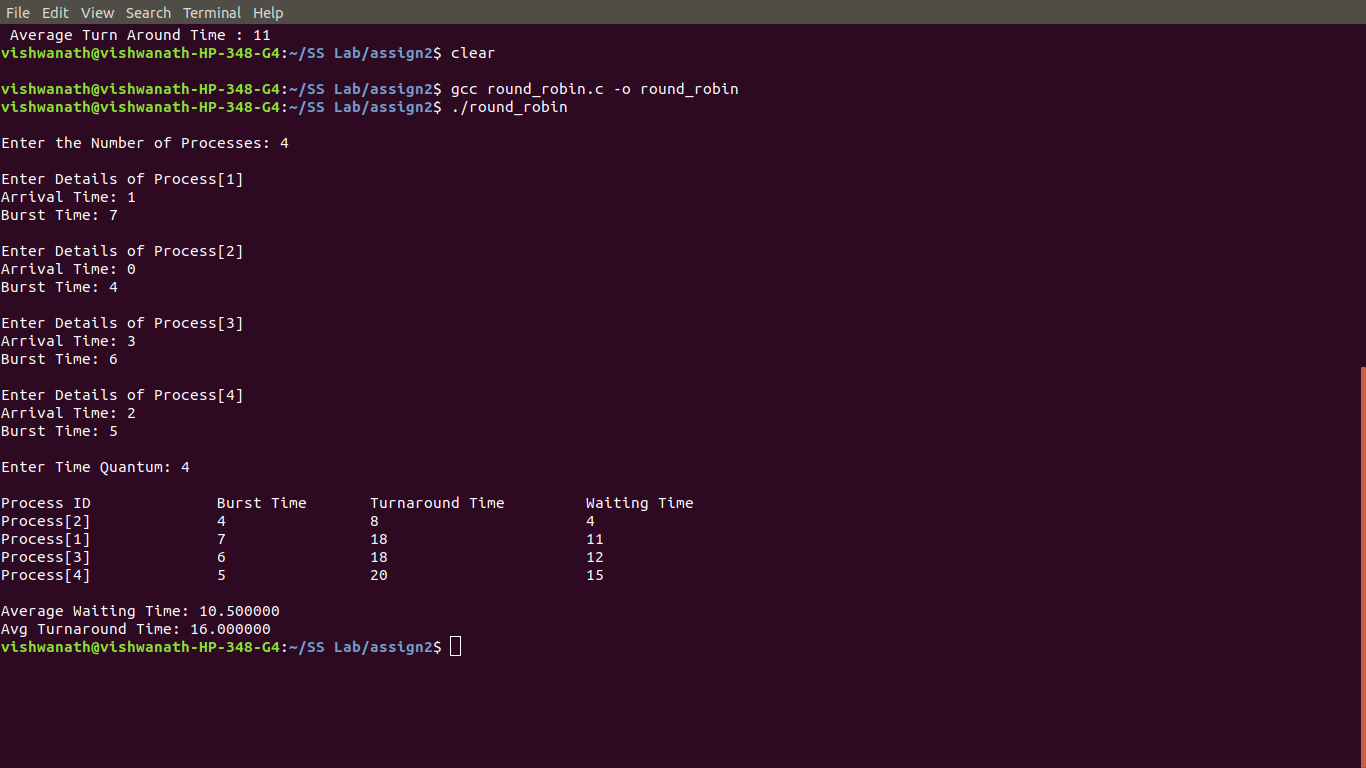 File Edit View Search Terminal Help
 Average Turn Around Time : 11
vishwanath@vishwanath-HP-348-G4:~/SS Lab/assign2$ clear
vishwanath@vishwanath-HP-348-G4:~/SS Lab/assign2$ gcc round_robin.c -o round_robin
vishwanath@vishwanath-HP-348-G4:~/SS Lab/assign2$ ./round_robin
Enter the Number of Processes: 4
Enter Details of Process[1]
Arrival Time: 1
Burst Time: 7
Enter Details of Process[2]
Arrival Time: 0
Burst Time: 4
Enter Details of Process[3]
Arrival Time: 3
Burst Time: 6
Enter Details of Process[4]
Arrival Time: 2
Burst Time: 5
Enter Time Quantum: 4
Process ID Burst Time Turnaround Time Waiting Time
Process[2] 4 8 4
Process[1] 7 18 11
Process[3] 6 18 12
Process[4] 5 20 15
Average Waiting Time: 10.500000
Avg Turnaround Time: 16.000000
vishwanath@vishwanath-HP-348-G4:~/SS Lab/assign2$